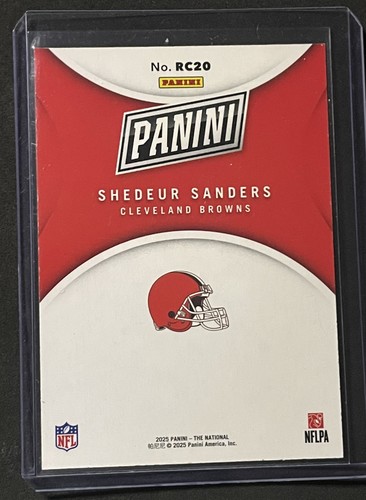 No. RC20
PANINI
PANINI
SHEDEUR SANDERS
CLEVELAND BROWNS
NFL
NFLPA
2025 PANINI - THE NATIONAL
帕尼尼 © 2025 Panini America, Inc.